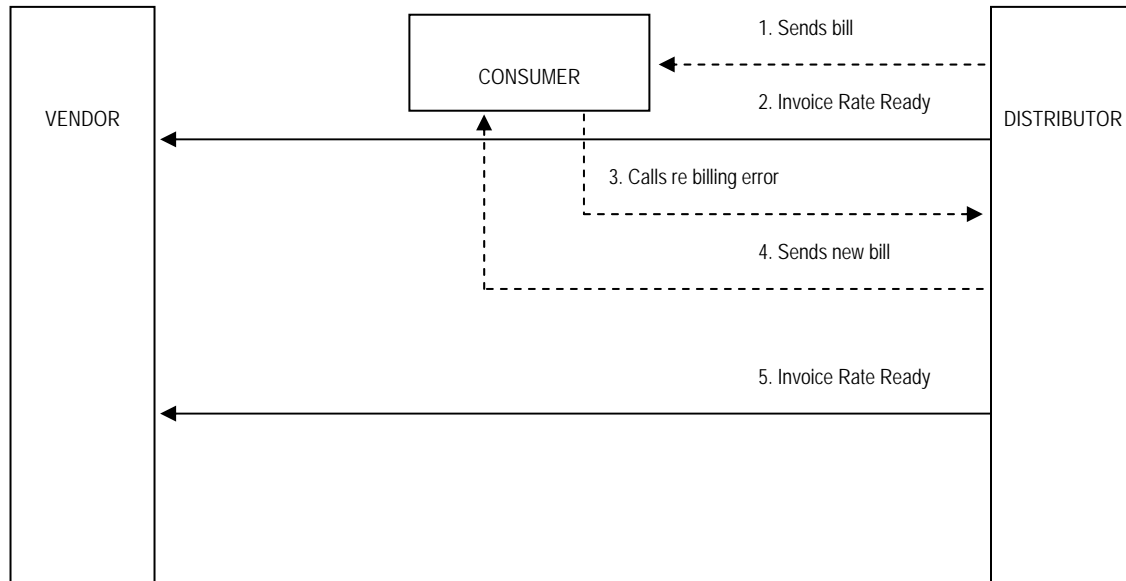 1. Sends bill
CONSUMER
2. Invoice Rate Ready
VENDOR
DISTRIBUTOR
3. Calls re billing error
4. Sends new bill
5. Invoice Rate Ready